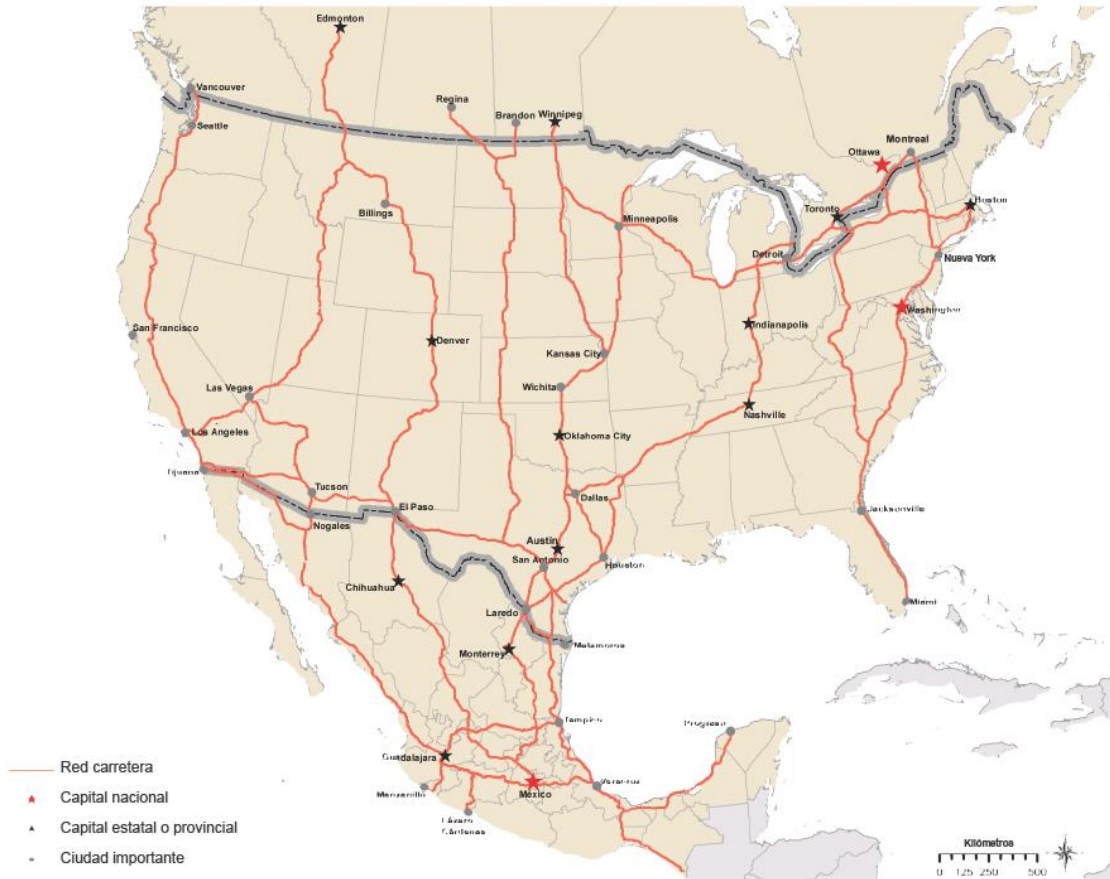 Edmonton
Vancouver
Regina
Brandon
Winnipeg
Seattle
Montreal
Ottawa
Billings
Minneapolis
Toronto
Boston
Detroit
Nueva York
San Francisco
Washington
Indianapolis
Denver
Kansas City
Las Vegas
Wichita
Nashville
Los Angeles
Oklahoma City
Tijuana
Tucson
Dallas
El Paso
Jacksonville
Nogales
Austin
San Antonio
Houston
Chihuahua
Miami
Laredo
Matamoros
Monterrey
Tampico
Progreso
Guadalajara
Red carretera
Capital nacional
México
Veracruz
Manzanillo
Lázaro
Cárdenas
Capital estatal o provincial
Ciudad importante
Kilómetros
0 125 250 500